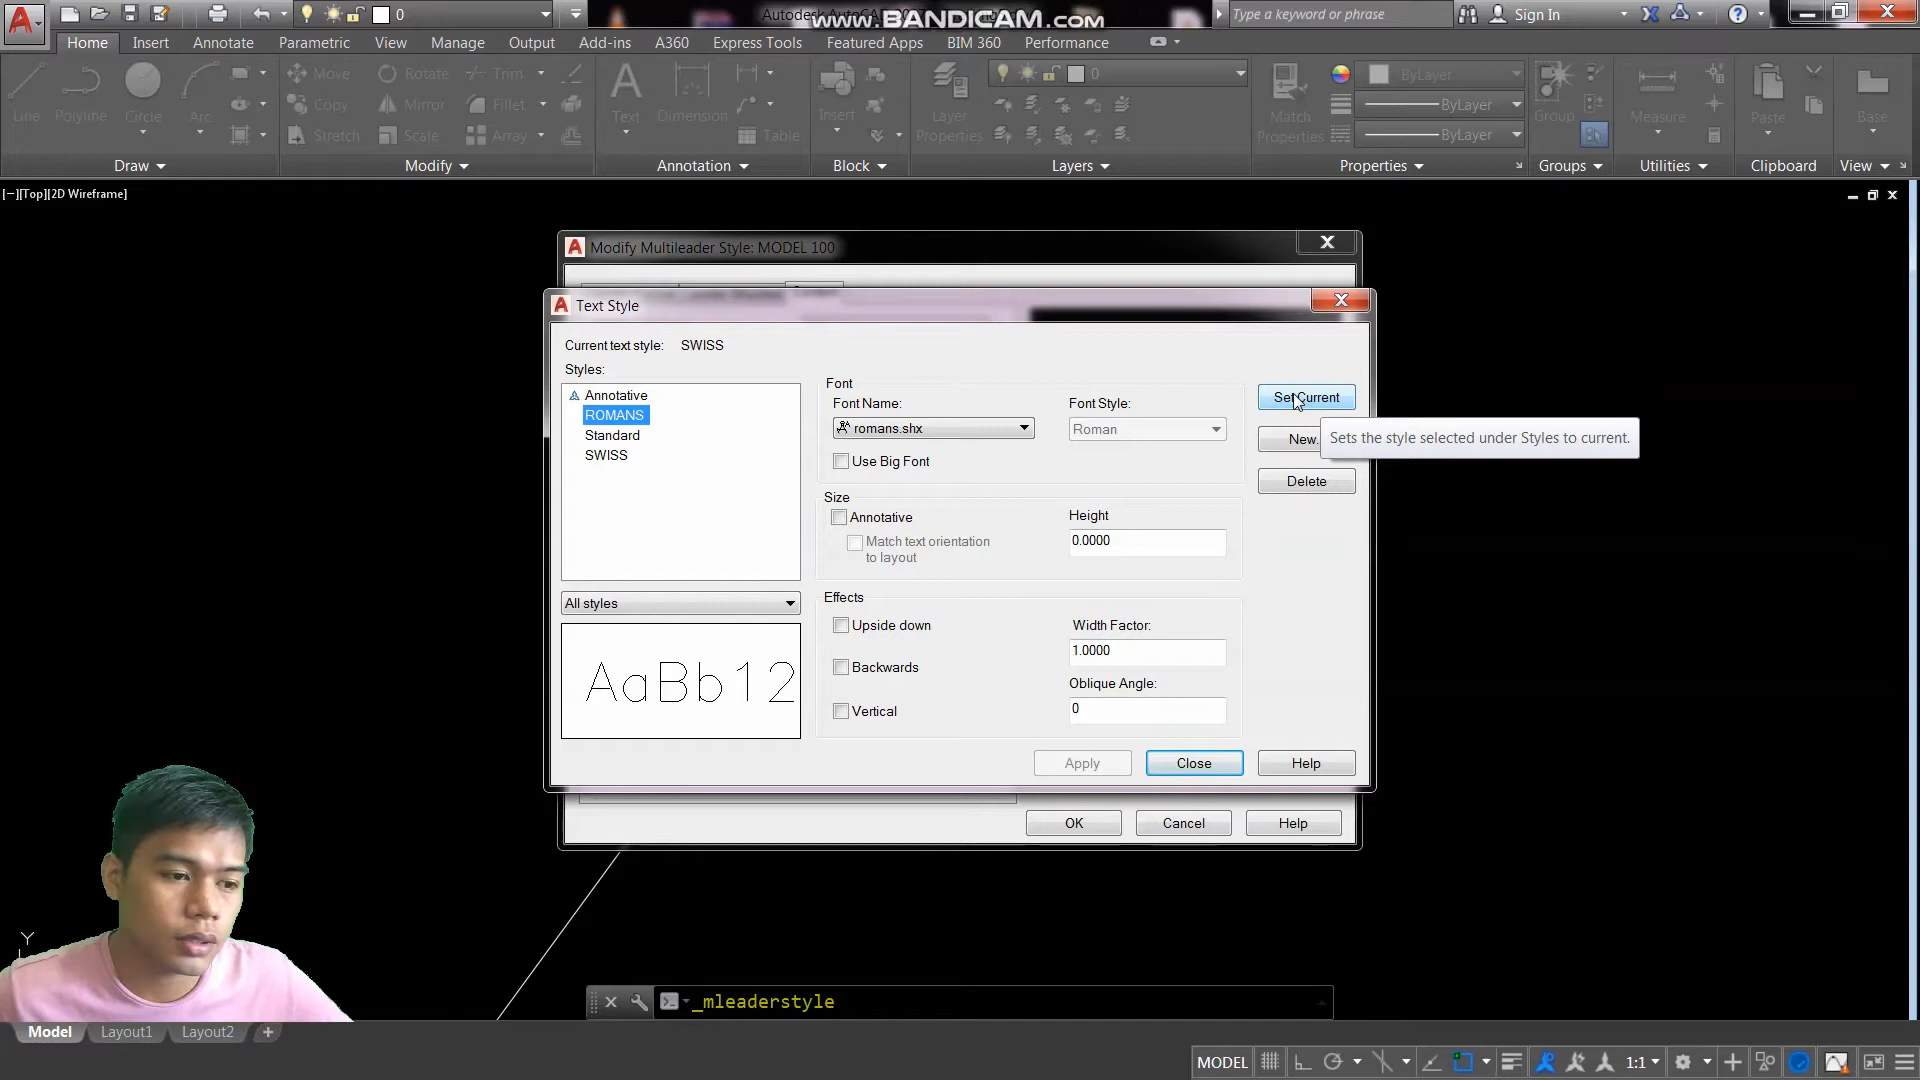 0
Autodesk AutoCAD
WWW.BANDICAM.COM
Type a keyword or phrase
Sign In
Home Insert Annotate Parametric View Manage Output Add-ins A360 Express Tools Featured Apps BIM 360 Performance
Line
Polyline
Circle
Arc
Move
Rotate
Trim
Copy
Mirror
Fillet
Stretch
Scale
Array
Text
Dimension
Table
Insert
Layer
Properties
0
Match
Properties
ByLayer
ByLayer
ByLayer
Group
Measure
Paste
Base
Draw
Modify
Annotation
Block
Layers
Properties
Groups
Utilities
Clipboard
View
[−][Top][2D Wireframe]
Modify Multileader Style: MODEL 100
Text Style
Current text style: SWISS
Styles:
Annotative
ROMANS
Standard
SWISS
All styles
AaBb12
Font
Font Name:
romans.shx
Font Style:
Roman
Use Big Font
Size
Annotative
Match text orientation
to layout
Height
0.0000
Effects
Upside down
Backwards
Vertical
Width Factor:
1.0000
Oblique Angle:
0
Set Current
New.
Delete
Sets the style selected under Styles to current.
Apply
Close
Help
OK
Cancel
Help
Y
_mleaderstyle
Model
Layout1
Layout2
+
MODEL
1:1